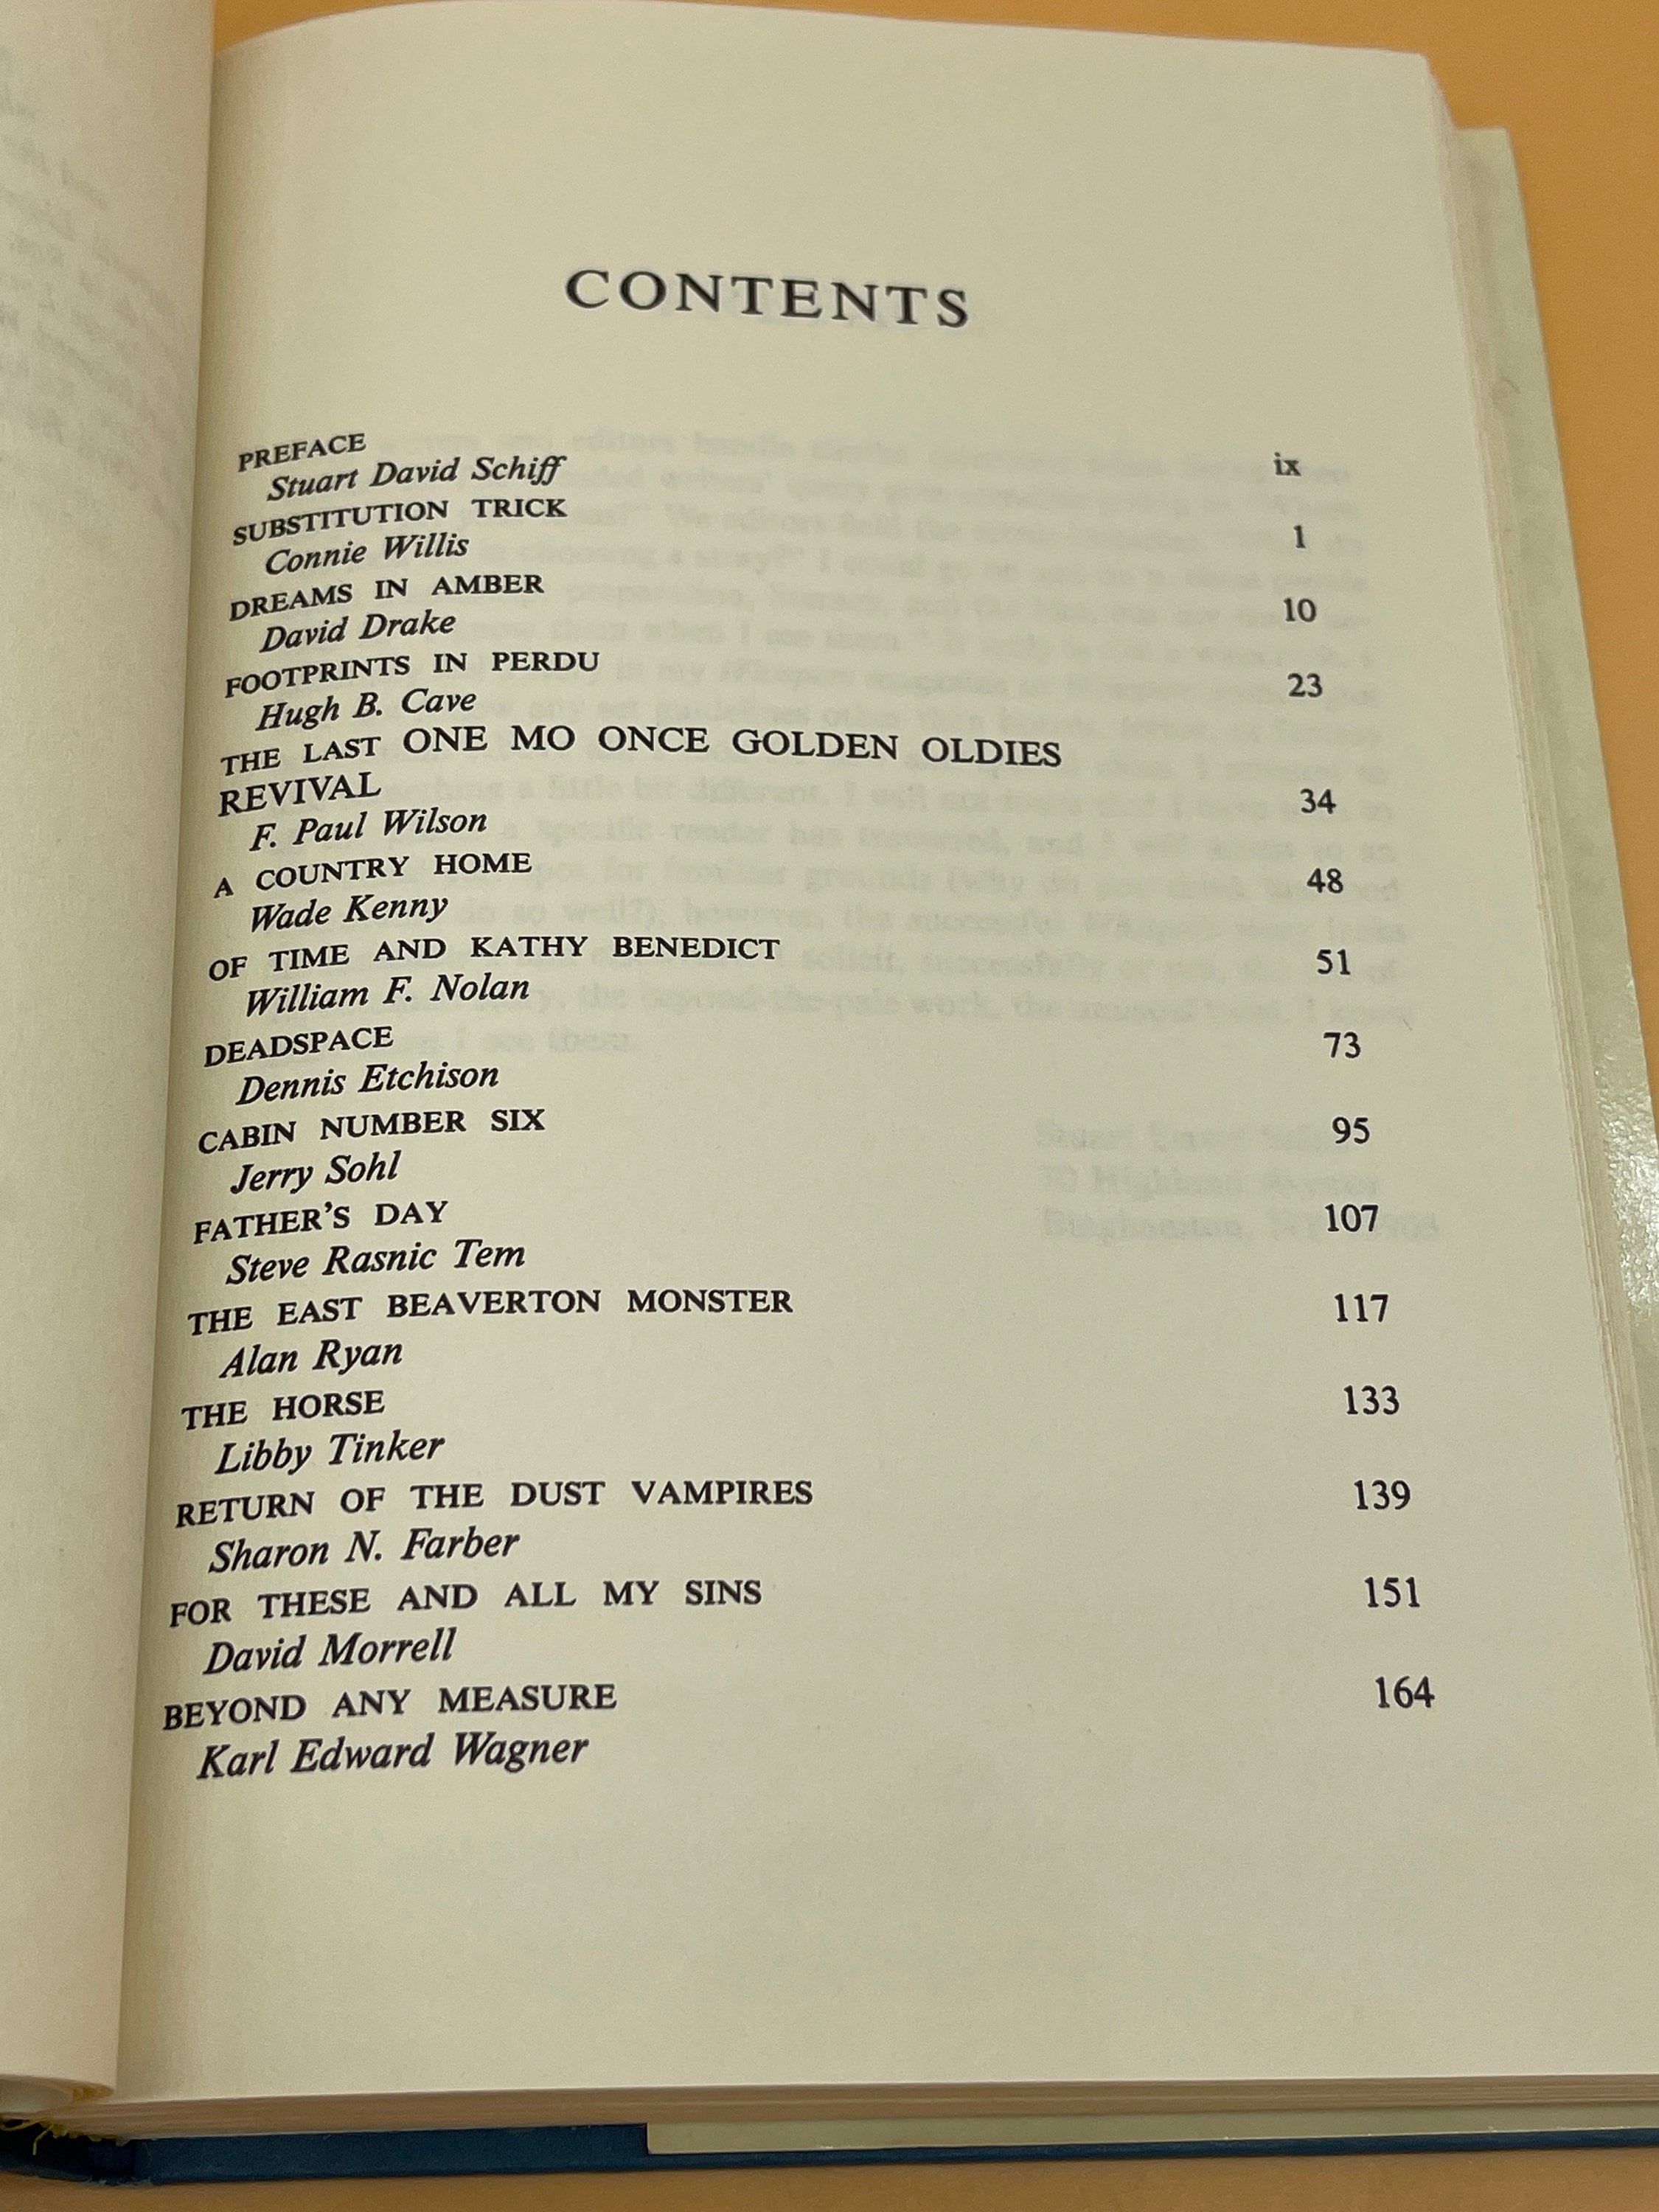 CONTENTS
PREFACE ix
Stuart David Schiff
SUBSTITUTION TRICK 1
Connie Willis
DREAMS IN AMBER 10
David Drake
FOOTPRINTS IN PERDU 23
Hugh B. Cave
THE LAST ONE MO ONCE GOLDEN OLDIES
REVIVAL 34
F. Paul Wilson
A COUNTRY HOME 48
Wade Kenny
OF TIME AND KATHY BENEDICT 51
William F. Nolan
DEADSPACE 73
Dennis Etchison
CABIN NUMBER SIX 95
Jerry Sohl
FATHER'S DAY 107
Steve Rasnic Tem
THE EAST BEAVERTON MONSTER 117
Alan Ryan
THE HORSE 133
Libby Tinker
RETURN OF THE DUST VAMPIRES 139
Sharon N. Farber
FOR THESE AND ALL MY SINS 151
David Morrell
BEYOND ANY MEASURE 164
Karl Edward Wagner